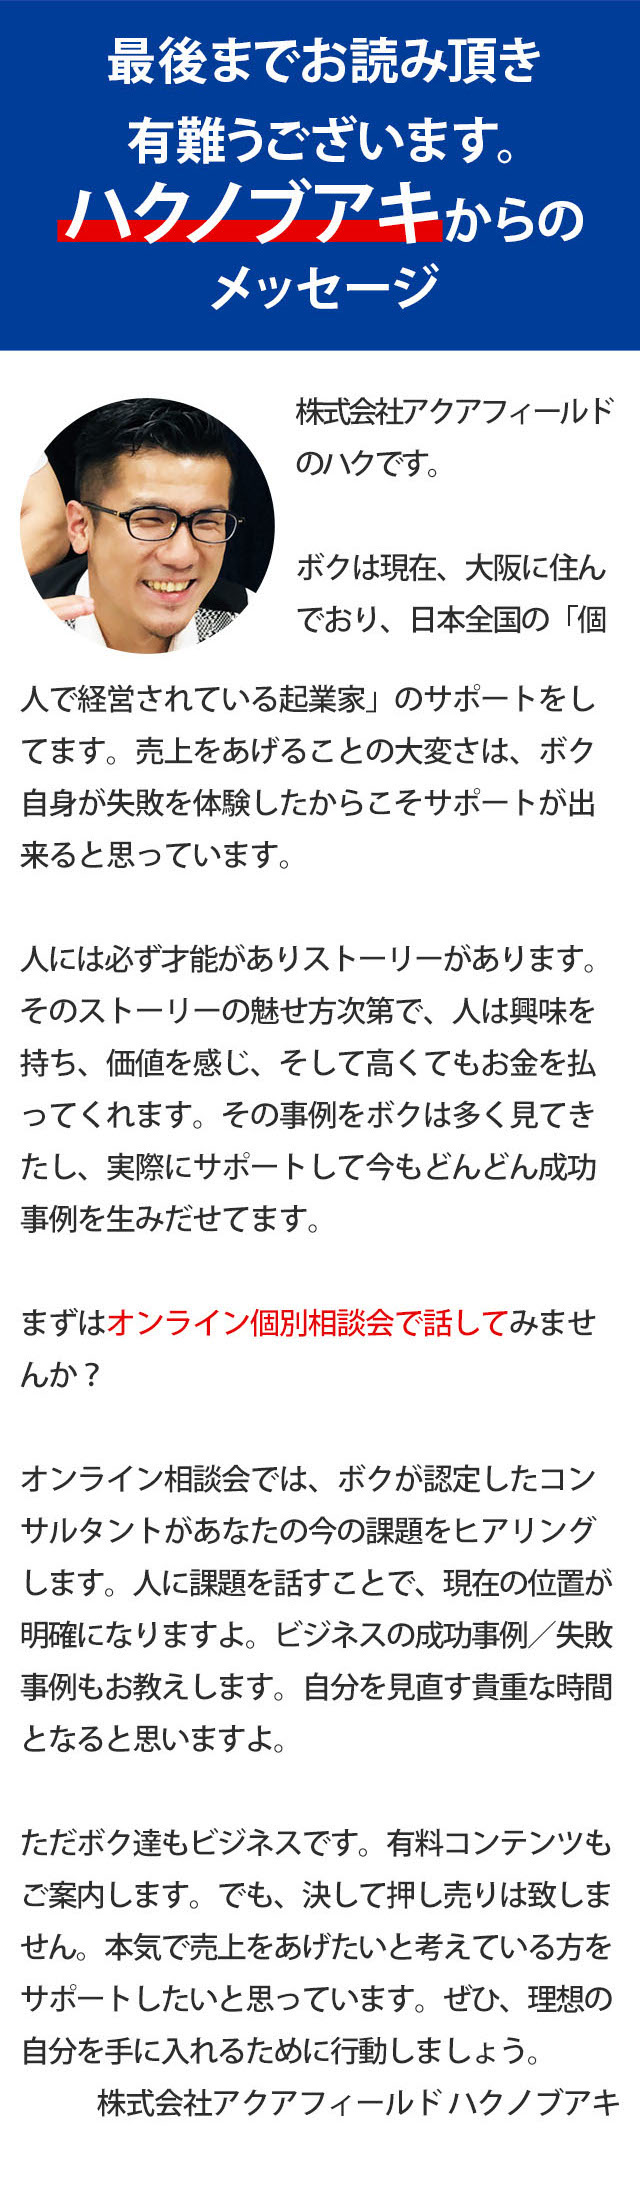 最後までお読み頂き
有難うございます。
ハクノブアキからの
メッセージ
株式会社アクアフィールド
のハクです。
ボクは現在、大阪に住ん
でおり、日本全国の「個
人で経営されている起業家」のサポートをし
てます。売上をあげることの大変さは、ボク
自身が失敗を体験したからこそサポートが出
来ると思っています。
人には必ず才能がありストーリーがあります。
そのストーリーの魅せ方次第で、人は興味を
持ち、価値を感じ、そして高くてもお金を払
ってくれます。その事例をボクは多く見てき
たし、実際にサポートして今もどんどん成功
事例を生みだせてます。
まずはオンライン個別相談会で話してみませ
んか？
オンライン相談会では、ボクが認定したコン
サルタントがあなたの今の課題をヒアリング
します。人に課題を話すことで、現在の位置が
明確になりますよ。ビジネスの成功事例／失敗
事例もお教えします。自分を見直す貴重な時間
となると思いますよ。
ただボク達もビジネスです。有料コンテンツも
ご案内します。でも、決して押し売りは致しま
せん。本気で売上をあげたいと考えている方を
サポートしたいと思っています。ぜひ、理想の
自分を手に入れるために行動しましょう。
株式会社アクアフィールド ハクノブアキ